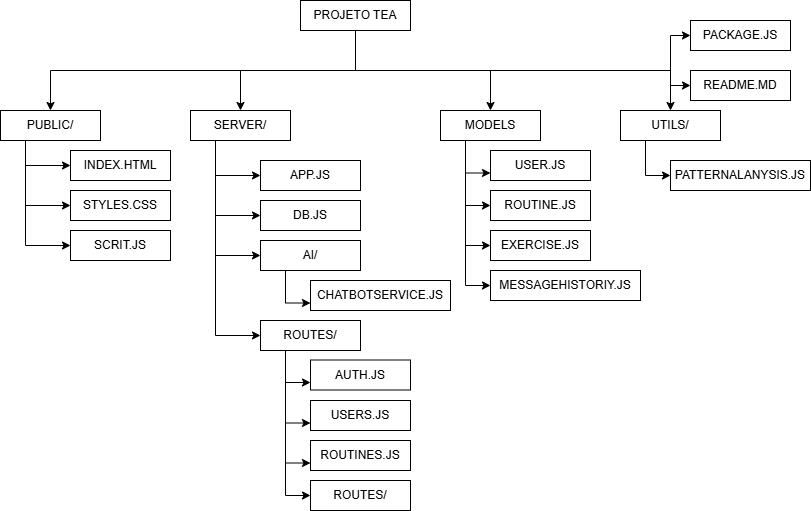 PROJETO TEA
PACKAGE.JS
README.MD
PUBLIC/
INDEX.HTML
STYLES.CSS
SCRIT.JS
SERVER/
APP.JS
DB.JS
AI/
CHATBOTSERVICE.JS
ROUTES/
AUTH.JS
USERS.JS
ROUTINES.JS
ROUTES/
MODELS
USER.JS
ROUTINE.JS
EXERCISE.JS
MESSAGEHISTORIY.JS
UTILS/
PATTERNALANYSIS.JS